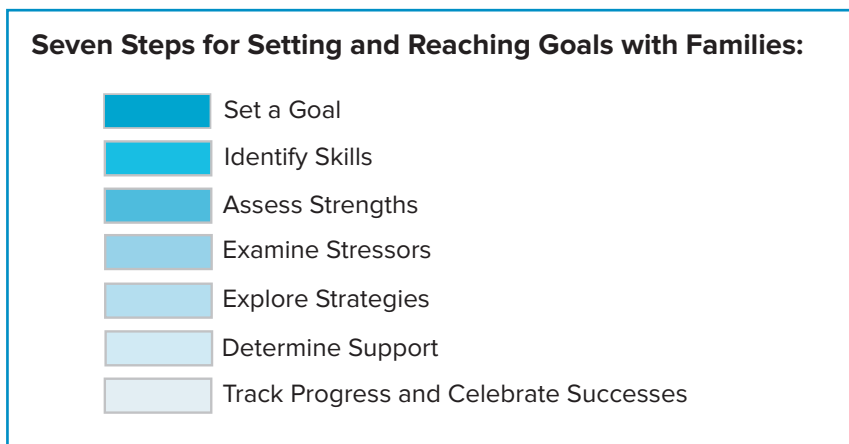 Seven Steps for Setting and Reaching Goals with Families:
Set a Goal
Identify Skills
Assess Strengths
Examine Stressors
Explore Strategies
Determine Support
Track Progress and Celebrate Successes